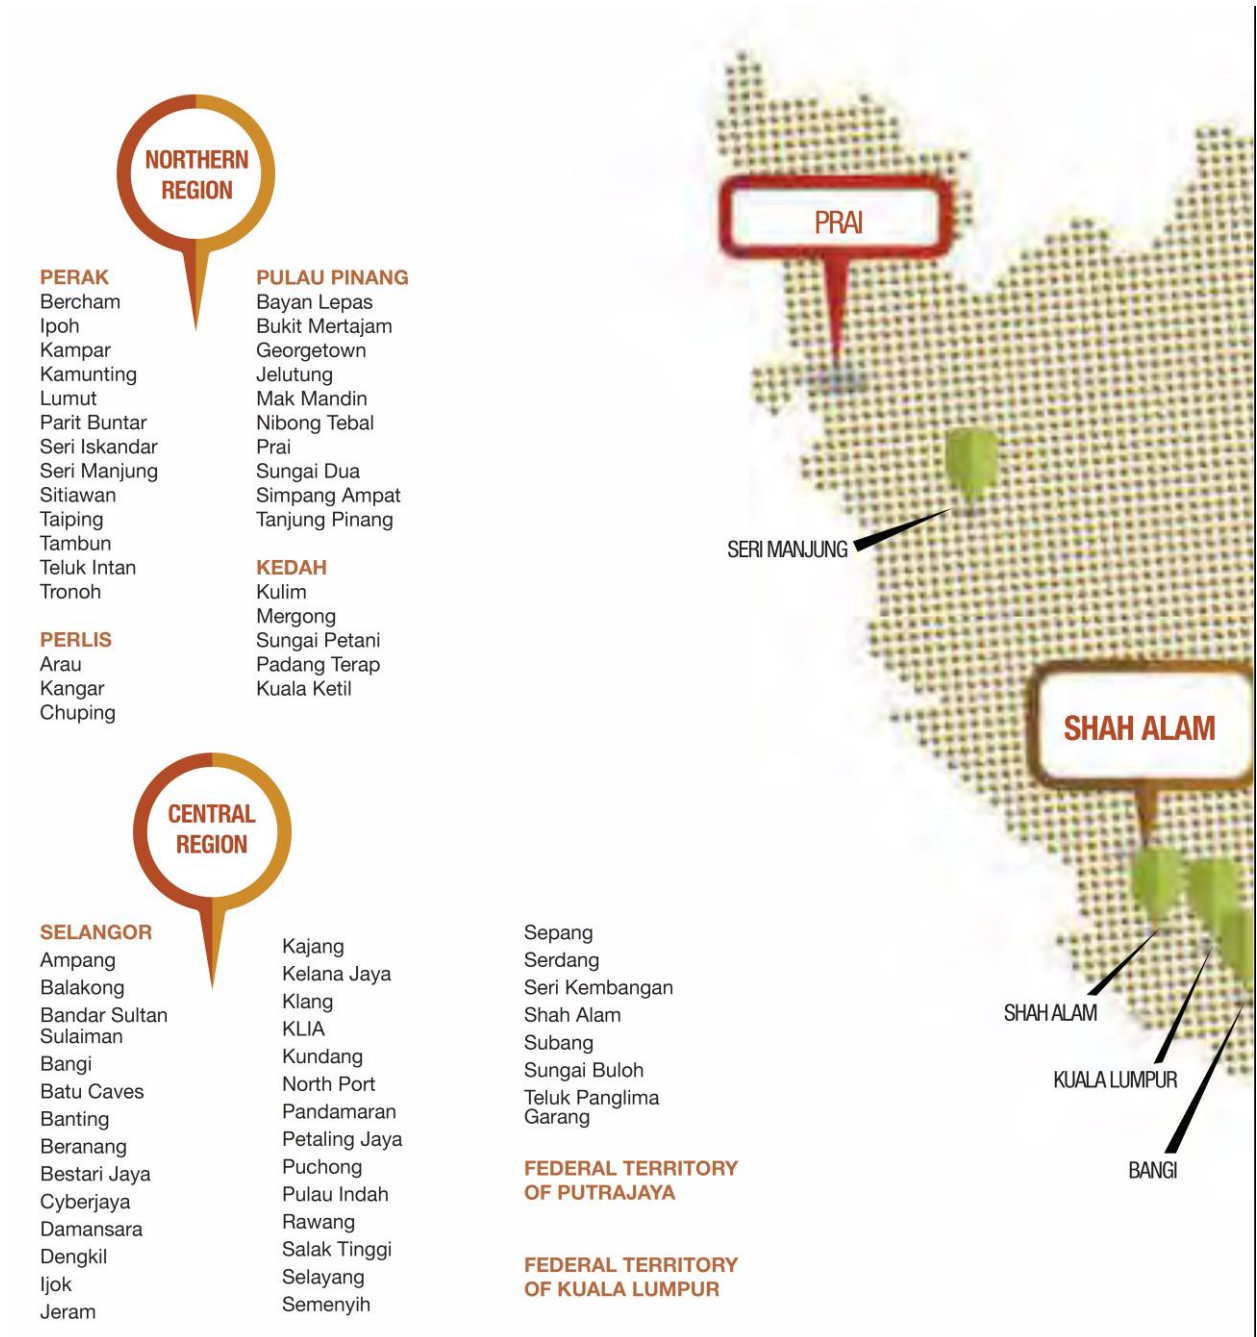 NORTHERN
REGION
PERAK
Bercham
Ipoh
Kampar
Kamunting
Lumut
Parit Buntar
Seri Iskandar
Seri Manjung
Sitiawan
Taiping
Tambun
Teluk Intan
Tronoh
PERLIS
Arau
Kangar
Chuping
PULAU PINANG
Bayan Lepas
Bukit Mertajam
Georgetown
Jelutung
Mak Mandin
Nibong Tebal
Prai
Sungai Dua
Simpang Ampat
Tanjung Pinang
KEDAH
Kulim
Mergong
Sungai Petani
Padang Terap
Kuala Ketil
CENTRAL
REGION
SELANGOR
Ampang
Balakong
Bandar Sultan
Sulaiman
Bangi
Batu Caves
Banting
Beranang
Bestari Jaya
Cyberjaya
Damansara
Dengkil
Ijok
Jeram
Kajang
Kelana Jaya
Klang
KLIA
Kundang
North Port
Pandamaran
Petaling Jaya
Puchong
Pulau Indah
Rawang
Salak Tinggi
Selayang
Semenyih
Sepang
Serdang
Seri Kembangan
Shah Alam
Subang
Sungai Buloh
Teluk Panglima
Garang
FEDERAL TERRITORY
OF PUTRAJAYA
FEDERAL TERRITORY
OF KUALA LUMPUR
PRAI
SERI MANJUNG
SHAH ALAM
SHAH ALAM
KUALA LUMPUR
BANGI